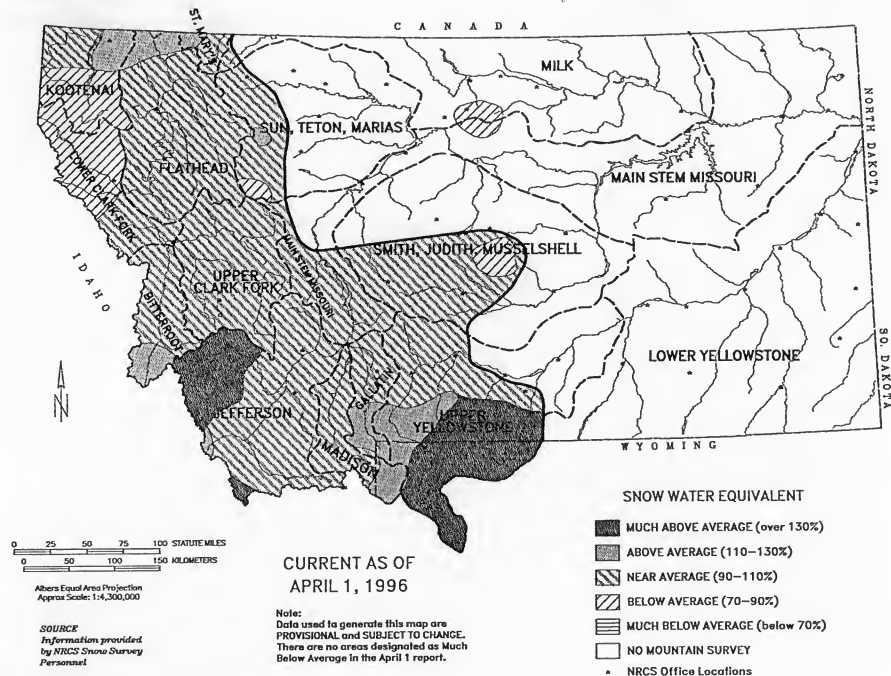 CANADA
ST. MARY'S
KOOTENAI
MILK
SUN, TETON, MARIAS
NORTH DAKOTA
LOWER CLARK FORK
FLATHEAD
MAIN STEM MISSOURI
MAIN STEM MISSOURI
SMITH, JUDITH, MUSSELSHELL
IDAHO
UPPER
CLARK FORK
BITTERROOT
LOWER YELLOWSTONE
SO. DAKOTA
N
JEFFERSON
GALLATIN
UPPER
YELLOWSTONE
MADISON
WYOMING
SNOW WATER EQUIVALENT
MUCH ABOVE AVERAGE (over 130%)
ABOVE AVERAGE (110-130%)
NEAR AVERAGE (90-110%)
BELOW AVERAGE (70-90%)
MUCH BELOW AVERAGE (below 70%)
NO MOUNTAIN SURVEY
NRCS Office Locations
0 25 50 75 100 STATUTE MILES
0 50 100 150 KILOMETERS
Albers Equal Area Projection
Approx Scale: 1:4,300,000
SOURCE
Information provided
by NRCS Snow Survey
Personnel
CURRENT AS OF
APRIL 1, 1996
Note:
Data used to generate this map are
PROVISIONAL and SUBJECT TO CHANGE.
There are no areas designated as Much
Below Average in the April 1 report.